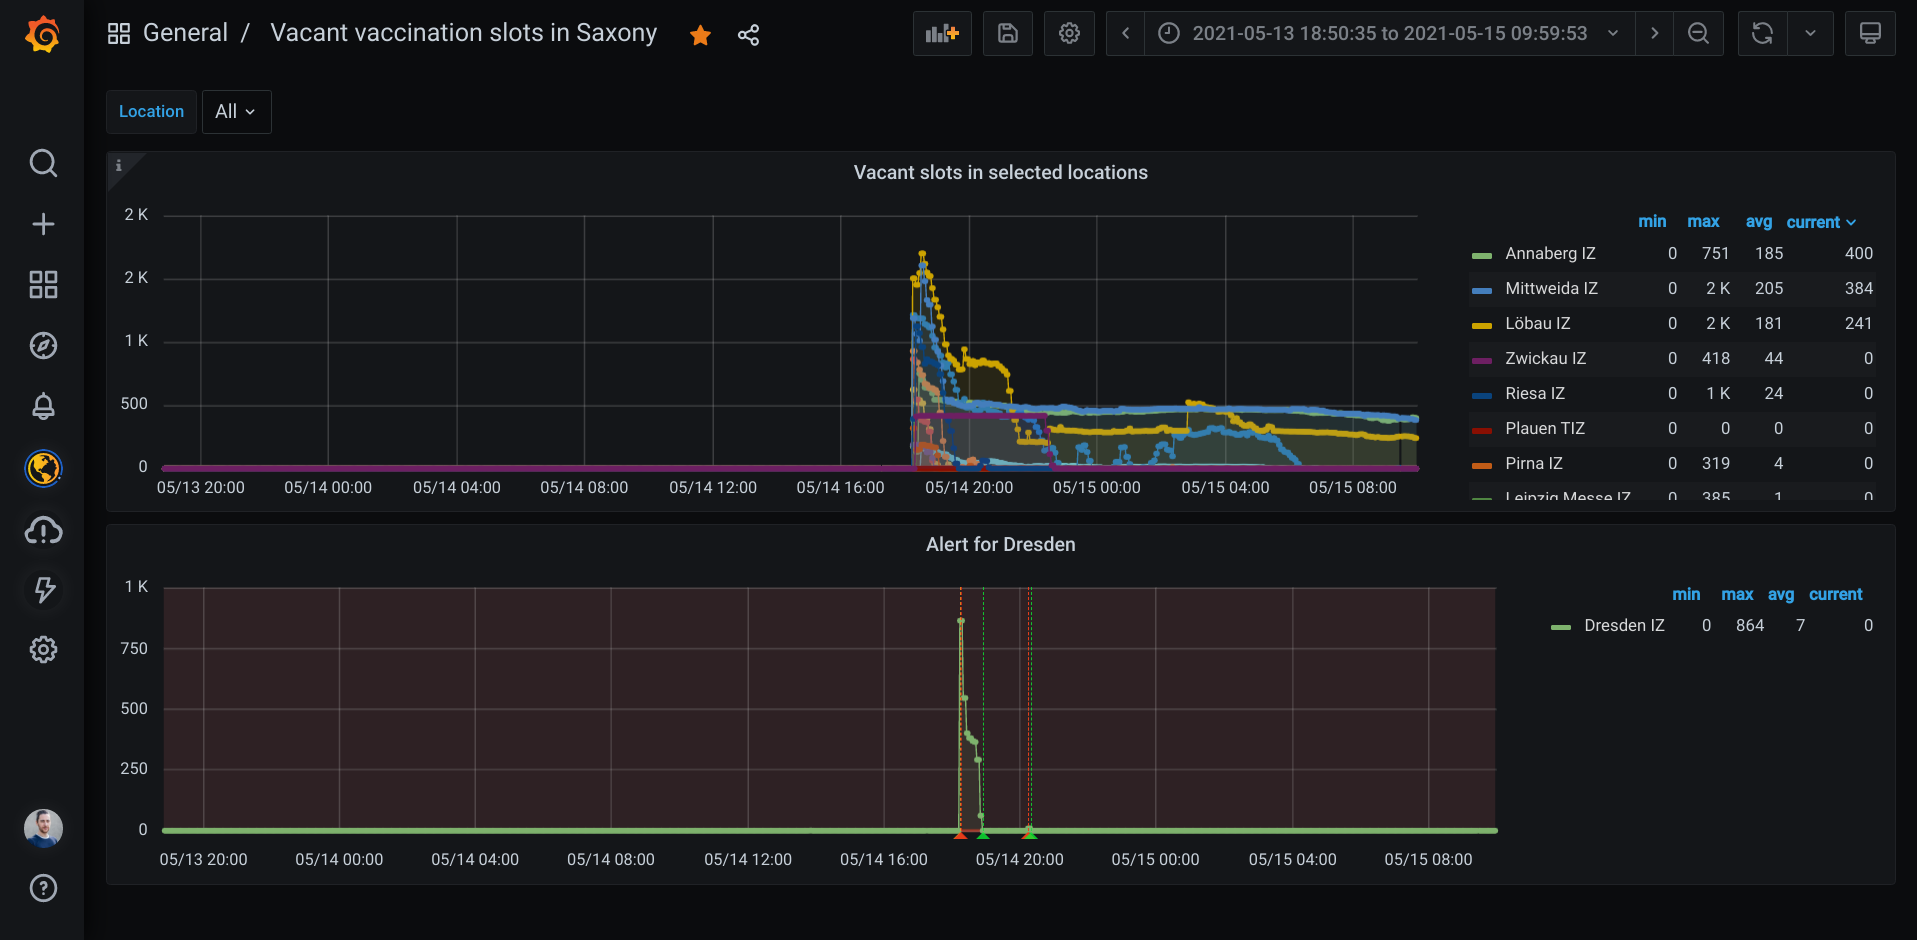 General / Vacant vaccination slots in Saxony
2021-05-13 18:50:35 to 2021-05-15 09:59:53
Location All
i
Vacant slots in selected locations
2 K
2 K
1 K
500
0
05/13 20:00 05/14 00:00 05/14 04:00 05/14 08:00 05/14 12:00 05/14 16:00 05/14 20:00 05/15 00:00 05/15 04:00 05/15 08:00
min max avg current
Annaberg IZ 0 751 185 400
Mittweida IZ 0 2 K 205 384
Löbau IZ 0 2 K 181 241
Zwickau IZ 0 418 44 0
Riesa IZ 0 1 K 24 0
Plauen TIZ 0 0 0 0
Pirna IZ 0 319 4 0
Leipzig Messe IZ 0 385 1 0
Alert for Dresden
1 K
750
500
250
0
05/13 20:00 05/14 00:00 05/14 04:00 05/14 08:00 05/14 12:00 05/14 16:00 05/14 20:00 05/15 00:00 05/15 04:00 05/15 08:00
min max avg current
Dresden IZ 0 864 7 0